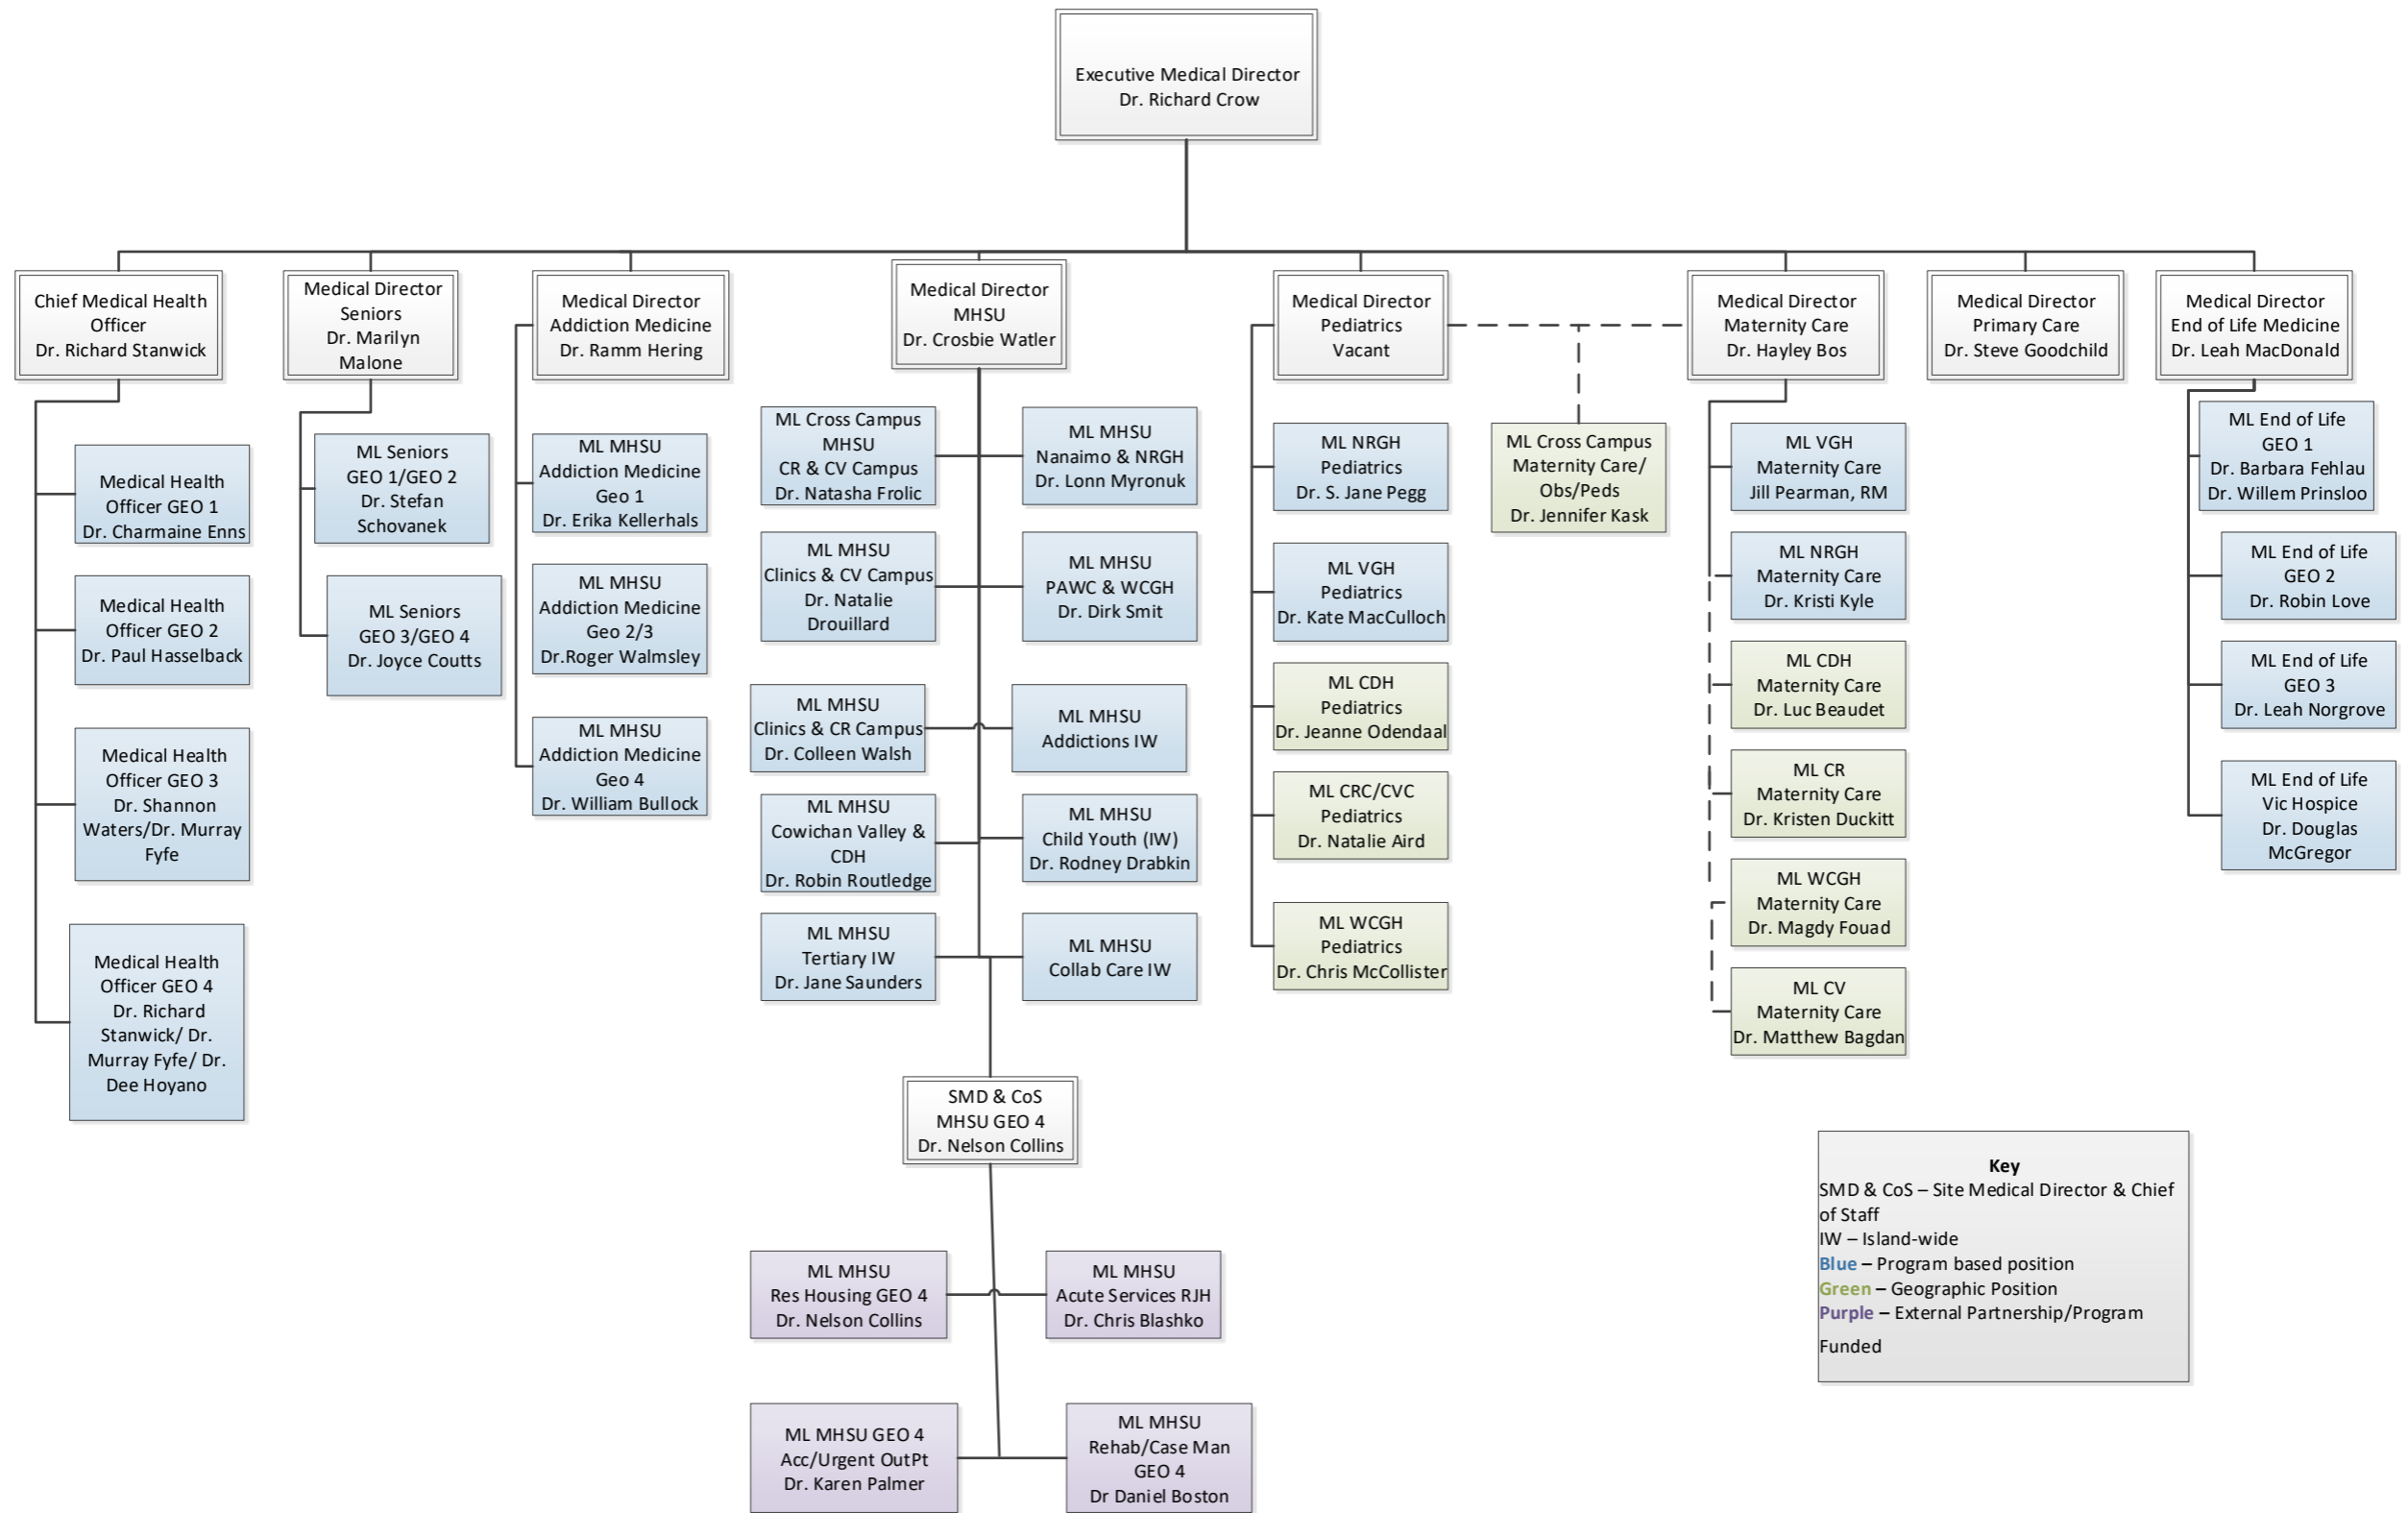 Executive Medical Director
Dr. Richard Crow
Chief Medical Health
Officer
Dr. Richard Stanwick
Medical Director
Seniors
Dr. Marilyn
Malone
Medical Director
Addiction Medicine
Dr. Ramm Hering
Medical Director
MHSU
Dr. Crosbie Watler
Medical Director
Pediatrics
Vacant
Medical Director
Maternity Care
Dr. Hayley Bos
Medical Director
Primary Care
Dr. Steve Goodchild
Medical Director
End of Life Medicine
Dr. Leah MacDonald
Medical Health
Officer GEO 1
Dr. Charmaine Enns
Medical Health
Officer GEO 2
Dr. Paul Hasselback
Medical Health
Officer GEO 3
Dr. Shannon
Waters/Dr. Murray
Fyfe
Medical Health
Officer GEO 4
Dr. Richard
Stanwick/ Dr.
Murray Fyfe/ Dr.
Dee Hoyano
ML Seniors
GEO 1/GEO 2
Dr. Stefan
Schovanek
ML Seniors
GEO 3/GEO 4
Dr. Joyce Coutts
ML MHSU
Addiction Medicine
Geo 1
Dr. Erika Kellerhals
ML MHSU
Addiction Medicine
Geo 2/3
Dr.Roger Walmsley
ML MHSU
Addiction Medicine
Geo 4
Dr. William Bullock
ML Cross Campus
MHSU
CR & CV Campus
Dr. Natasha Frolic
ML MHSU
Nanaimo & NRGH
Dr. Lonn Myronuk
ML MHSU
Clinics & CV Campus
Dr. Natalie
Drouillard
ML MHSU
PAWC & WCGH
Dr. Dirk Smit
ML MHSU
Clinics & CR Campus
Dr. Colleen Walsh
ML MHSU
Addictions IW
ML MHSU
Cowichan Valley &
CDH
Dr. Robin Routledge
ML MHSU
Child Youth (IW)
Dr. Rodney Drabkin
ML MHSU
Tertiary IW
Dr. Jane Saunders
ML MHSU
Collab Care IW
SMD & CoS
MHSU GEO 4
Dr. Nelson Collins
ML MHSU
Res Housing GEO 4
Dr. Nelson Collins
ML MHSU
Acute Services RJH
Dr. Chris Blashko
ML MHSU GEO 4
Acc/Urgent OutPt
Dr. Karen Palmer
ML MHSU
Rehab/Case Man
GEO 4
Dr Daniel Boston
ML NRGH
Pediatrics
Dr. S. Jane Pegg
ML VGH
Pediatrics
Dr. Kate MacCulloch
ML CDH
Pediatrics
Dr. Jeanne Odendaal
ML CRC/CVC
Pediatrics
Dr. Natalie Aird
ML WCGH
Pediatrics
Dr. Chris McCollister
ML Cross Campus
Maternity Care/
Obs/Peds
Dr. Jennifer Kask
ML VGH
Maternity Care
Jill Pearman, RM
ML NRGH
Maternity Care
Dr. Kristi Kyle
ML CDH
Maternity Care
Dr. Luc Beaudet
ML CR
Maternity Care
Dr. Kristen Duckitt
ML WCGH
Maternity Care
Dr. Magdy Fouad
ML CV
Maternity Care
Dr. Matthew Bagdan
ML End of Life
GEO 1
Dr. Barbara Fehlau
Dr. Willem Prinsloo
ML End of Life
GEO 2
Dr. Robin Love
ML End of Life
GEO 3
Dr. Leah Norgrove
ML End of Life
Vic Hospice
Dr. Douglas
McGregor
Key
SMD & CoS – Site Medical Director & Chief
of Staff
IW – Island-wide
Blue – Program based position
Green – Geographic Position
Purple – External Partnership/Program
Funded